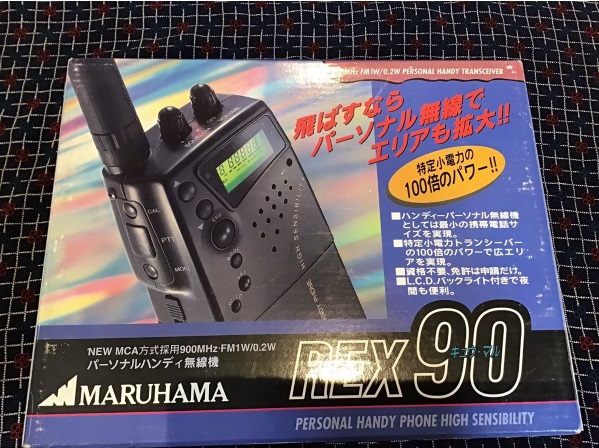 MHz FM1W/0.2W PERSONAL HANDY TRANSCEIVER
飛ばすなら
パーソナル無線で
エリアも拡大!!
特定小電力の
100倍のパワー!!
■ハンディーパーソナル無線機
としては最小の携帯電話サ
イズを実現。
■特定小電力トランシーバー
の100倍のパワーで広エリ
アを実現。
■資格不要、免許は申請だけ。
■L.C.D.バックライト付きで夜
間も便利。
CAL
PTT
MONI
HIGH SENSITIVITY
NEW MCA方式採用900MHz・FM1W/0.2W
パーソナルハンディ無線機
MARUHAMA
REX90
キュウ・マル
PERSONAL HANDY PHONE HIGH SENSIBILITY